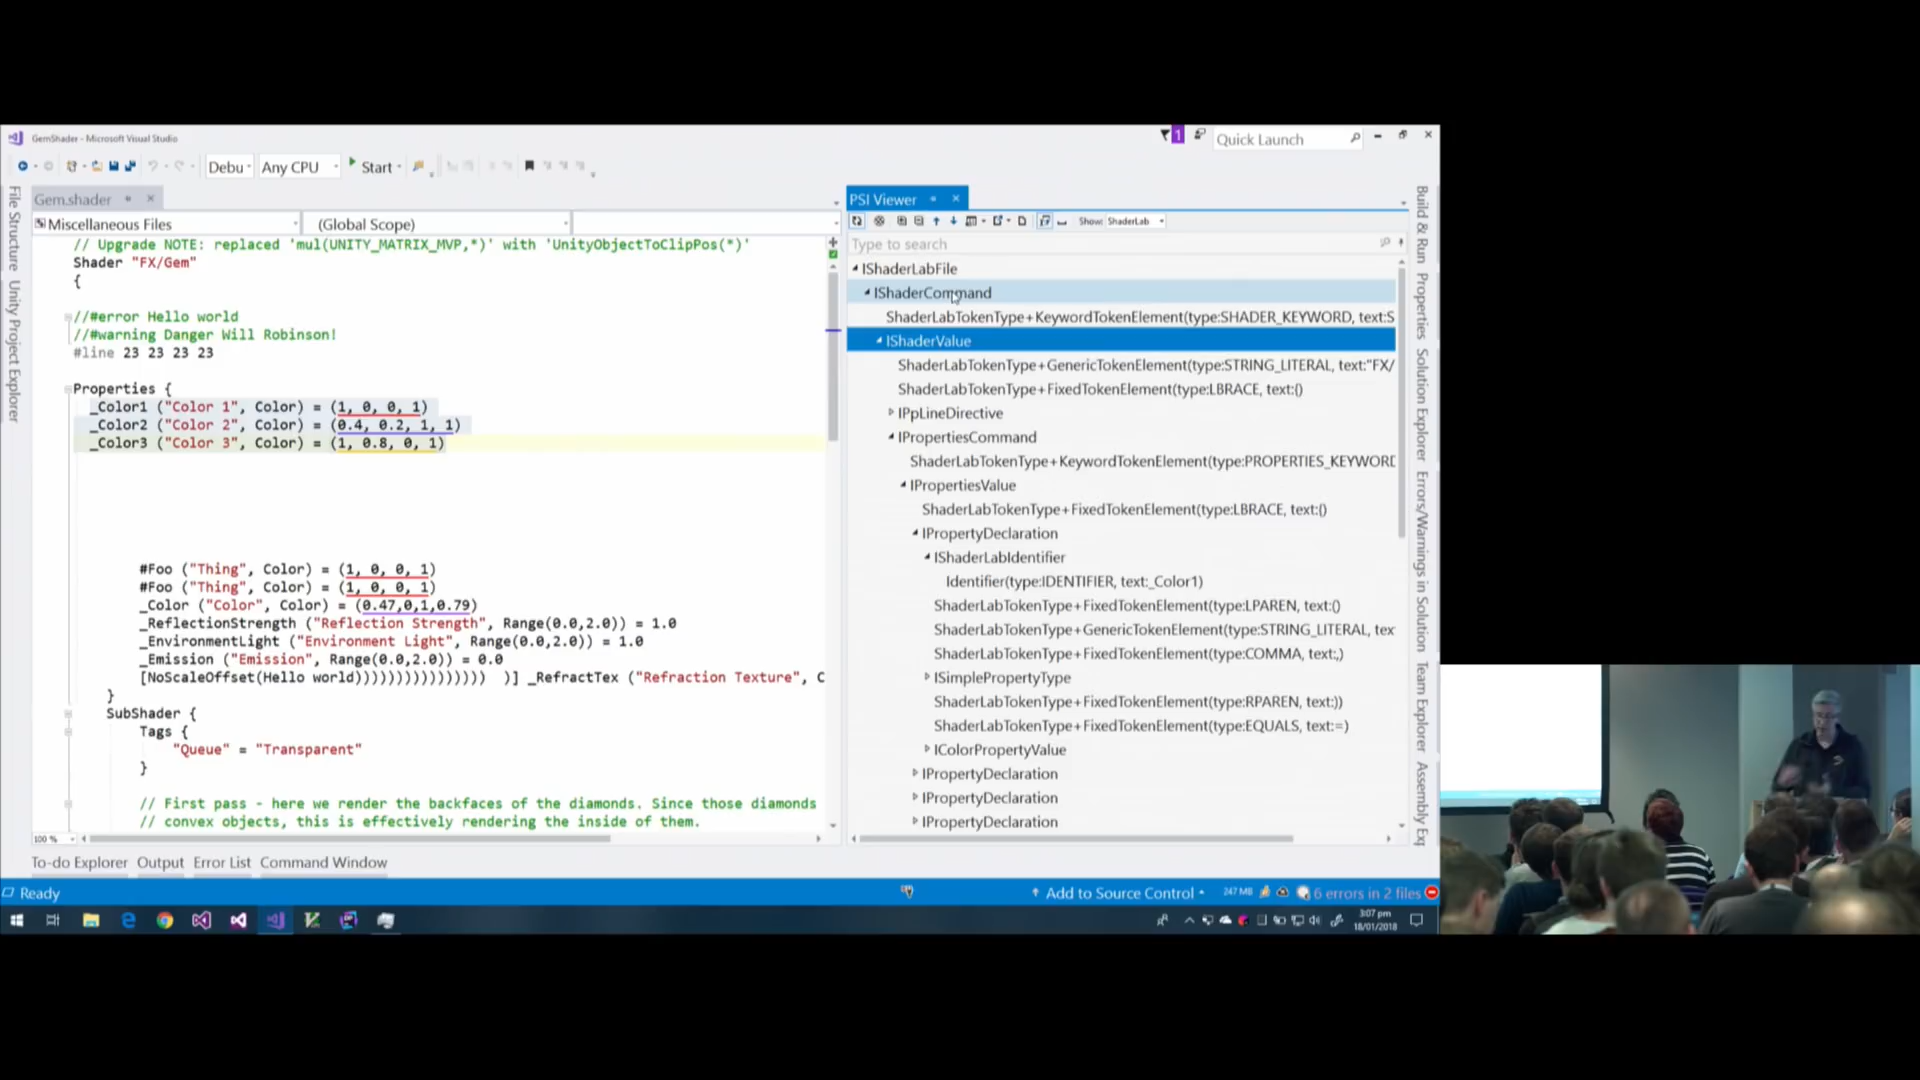 GemShader - Microsoft Visual Studio
1
Quick Launch
Debu
Any CPU
Start
File Structure
Unity Project Explorer
Gem.shader
Miscellaneous Files
(Global Scope)
// Upgrade NOTE: replaced 'mul(UNITY_MATRIX_MVP,*)' with 'UnityObjectToClipPos(*)'
Shader "FX/Gem"
{
//#error Hello world
//#warning Danger Will Robinson!
#line 23 23 23 23
Properties {
_Color1 ("Color 1", Color) = (1, 0, 0, 1)
_Color2 ("Color 2", Color) = (0.4, 0.2, 1, 1)
_Color3 ("Color 3", Color) = (1, 0.8, 0, 1)
#Foo ("Thing", Color) = (1, 0, 0, 1)
#Foo ("Thing", Color) = (1, 0, 0, 1)
_Color ("Color", Color) = (0.47,0,1,0.79)
_ReflectionStrength ("Reflection Strength", Range(0.0,2.0)) = 1.0
_EnvironmentLight ("Environment Light", Range(0.0,2.0)) = 1.0
_Emission ("Emission", Range(0.0,2.0)) = 0.0
[NoScaleOffset(Hello world)))))))))))))))) )] _RefractTex ("Refraction Texture", C
}
SubShader {
Tags {
"Queue" = "Transparent"
}
// First pass - here we render the backfaces of the diamonds. Since those diamonds
// convex objects, this is effectively rendering the inside of them.
100 %
PSI Viewer
Show: ShaderLab
Type to search
IShaderLabFile
IShaderCommand
ShaderLabTokenType+KeywordTokenElement(type:SHADER_KEYWORD, text:S
IShaderValue
ShaderLabTokenType+GenericTokenElement(type:STRING_LITERAL, text:"FX/
ShaderLabTokenType+FixedTokenElement(type:LBRACE, text:{)
IPpLineDirective
IPropertiesCommand
ShaderLabTokenType+KeywordTokenElement(type:PROPERTIES_KEYWORD
IPropertiesValue
ShaderLabTokenType+FixedTokenElement(type:LBRACE, text:{)
IPropertyDeclaration
IShaderLabIdentifier
Identifier(type:IDENTIFIER, text:_Color1)
ShaderLabTokenType+FixedTokenElement(type:LPAREN, text:()
ShaderLabTokenType+GenericTokenElement(type:STRING_LITERAL, tex
ShaderLabTokenType+FixedTokenElement(type:COMMA, text:,)
ISimplePropertyType
ShaderLabTokenType+FixedTokenElement(type:RPAREN, text:))
ShaderLabTokenType+FixedTokenElement(type:EQUALS, text:=)
IColorPropertyValue
IPropertyDeclaration
IPropertyDeclaration
IPropertyDeclaration
Build & Run
Properties
Solution Explorer
Errors/Warnings in Solution
Team Explorer
Assembly Exp
To-do Explorer
Output
Error List
Command Window
Ready
Add to Source Control
247 MB
6 errors in 2 files
3:07 pm
18/01/2018